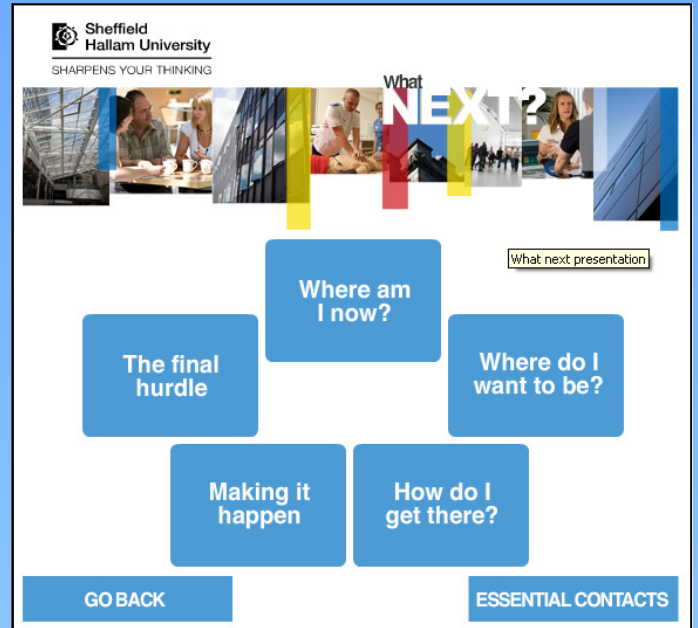 Sheffield
Hallam University
SHARPENS YOUR THINKING
What
NEXT?
What next presentation
Where am
I now?
The final
hurdle
Where do I
want to be?
Making it
happen
How do I
get there?
GO BACK
ESSENTIAL CONTACTS